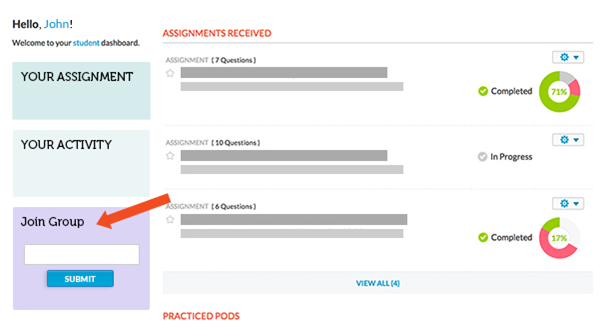 Hello, John!
Welcome to your student dashboard.
YOUR ASSIGNMENT
YOUR ACTIVITY
Join Group
SUBMIT
ASSIGNMENTS RECEIVED
ASSIGNMENT [ 7 Questions ]
Completed
71%
ASSIGNMENT [ 10 Questions ]
In Progress
ASSIGNMENT [ 6 Questions ]
Completed
17%
VIEW ALL (4)
PRACTICED PODS